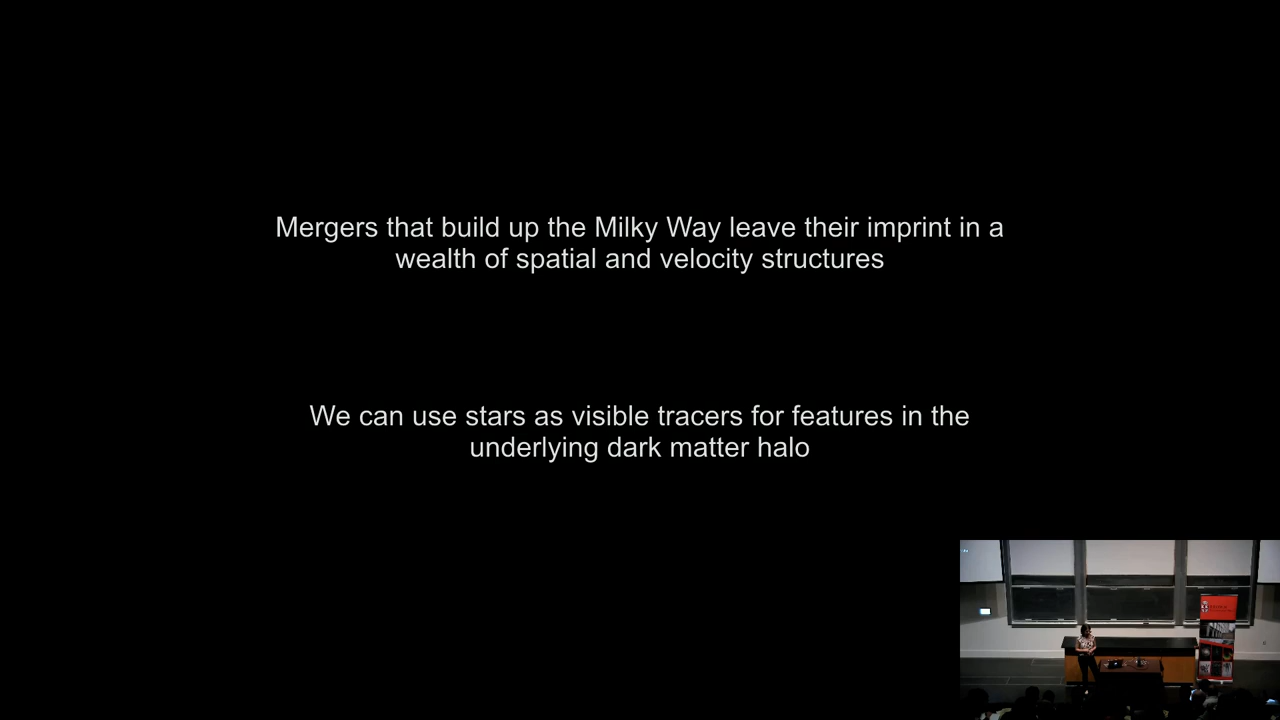 Mergers that build up the Milky Way leave their imprint in a
wealth of spatial and velocity structures
We can use stars as visible tracers for features in the
underlying dark matter halo